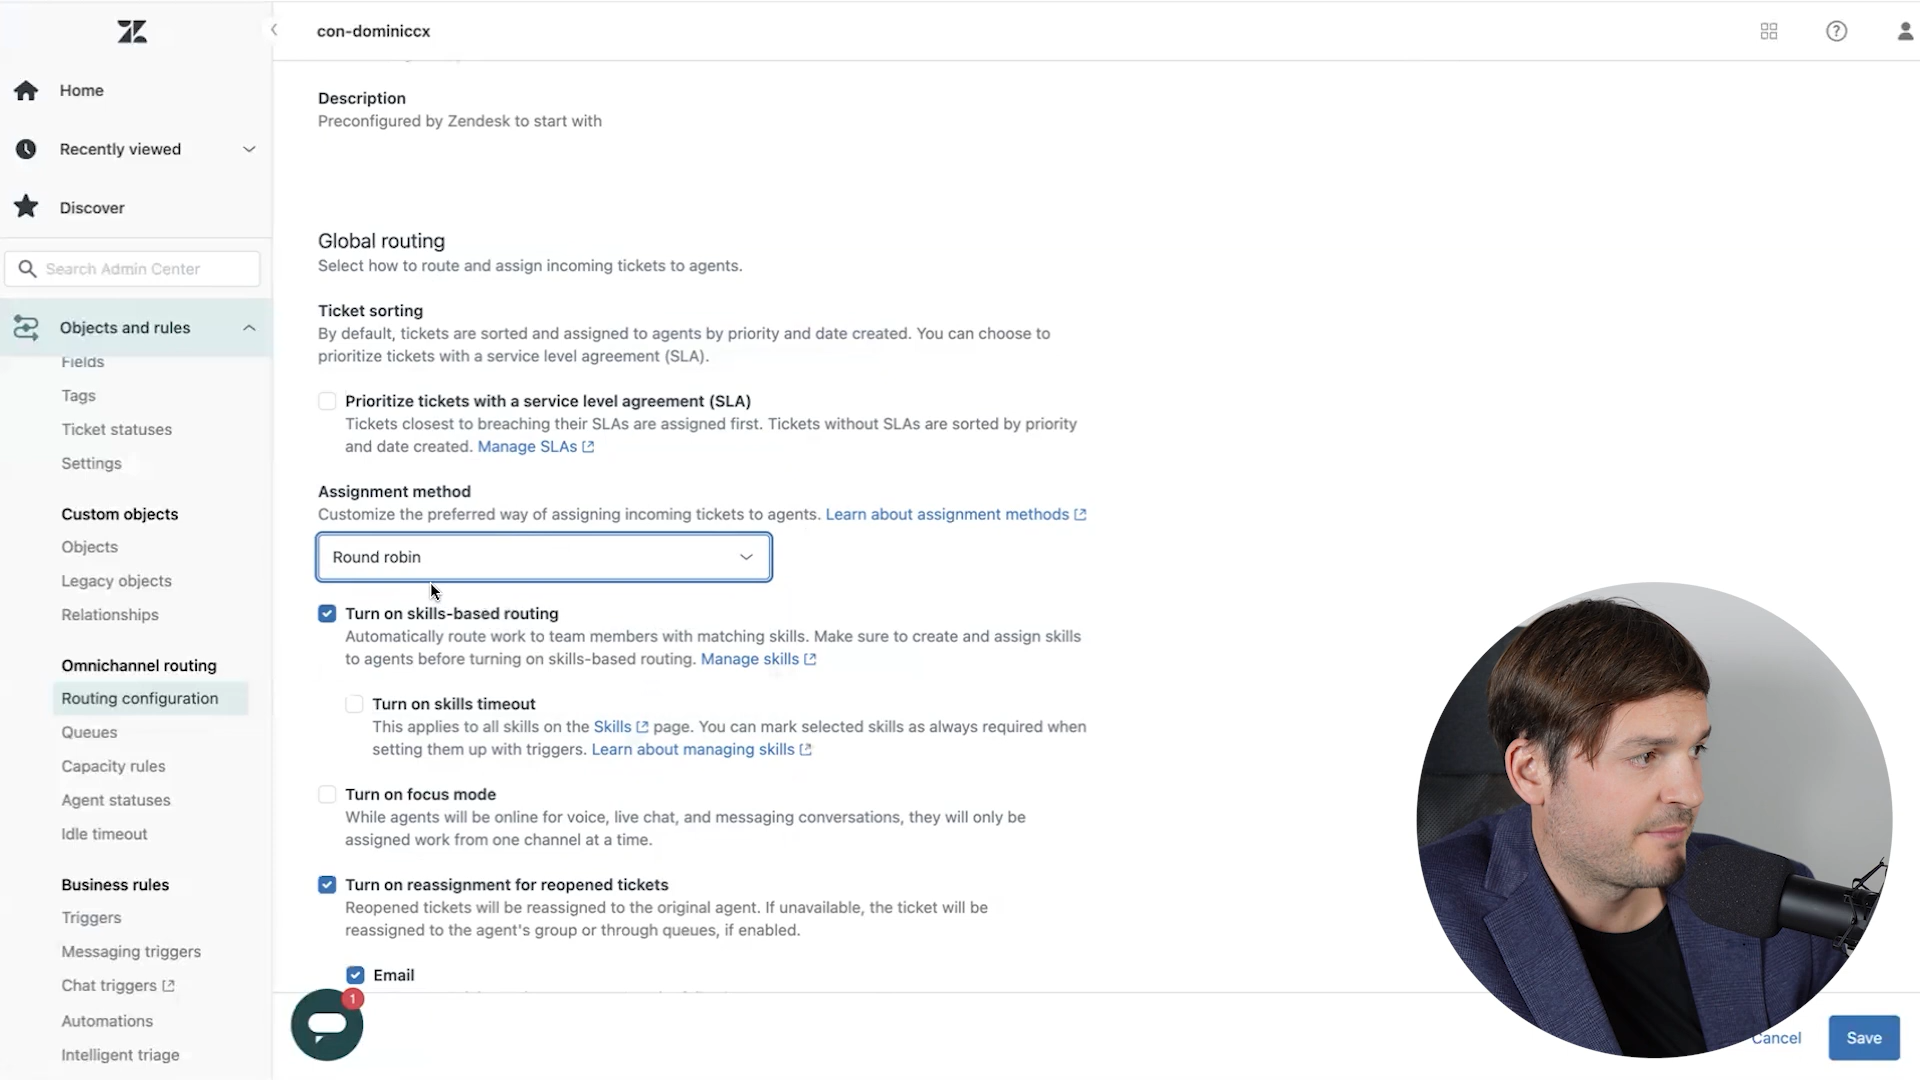 con-dominiccx
Home
Recently viewed
Discover
Search Admin Center
Objects and rules
Fields
Tags
Ticket statuses
Settings
Custom objects
Objects
Legacy objects
Relationships
Omnichannel routing
Routing configuration
Queues
Capacity rules
Agent statuses
Idle timeout
Business rules
Triggers
Messaging triggers
Chat triggers
Automations
Intelligent triage
Description
Preconfigured by Zendesk to start with
Global routing
Select how to route and assign incoming tickets to agents.
Ticket sorting
By default, tickets are sorted and assigned to agents by priority and date created. You can choose to
prioritize tickets with a service level agreement (SLA).
Prioritize tickets with a service level agreement (SLA)
Tickets closest to breaching their SLAs are assigned first. Tickets without SLAs are sorted by priority
and date created. Manage SLAs
Assignment method
Customize the preferred way of assigning incoming tickets to agents. Learn about assignment methods
Round robin
Turn on skills-based routing
Automatically route work to team members with matching skills. Make sure to create and assign skills
to agents before turning on skills-based routing. Manage skills
Turn on skills timeout
This applies to all skills on the Skills page. You can mark selected skills as always required when
setting them up with triggers. Learn about managing skills
Turn on focus mode
While agents will be online for voice, live chat, and messaging conversations, they will only be
assigned work from one channel at a time.
Turn on reassignment for reopened tickets
Reopened tickets will be reassigned to the original agent. If unavailable, the ticket will be
reassigned to the agent's group or through queues, if enabled.
Email
1
Cancel
Save